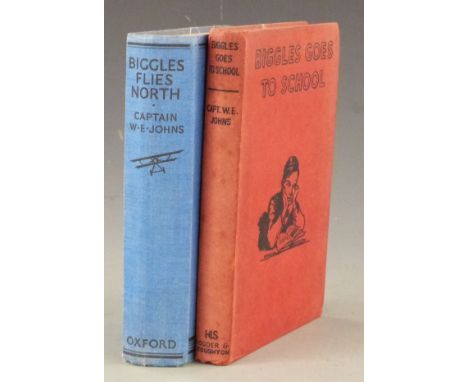 BIGGLES
FLIES
NORTH
CAPTAIN
W·E·JOHNS
OXFORD
BIGGLES
GOES
TO SCHOOL
CAPT. W. E.
JOHNS
H&S
HODDER &
STOUGHTON
BIGGLES GOES
TO SCHOOL